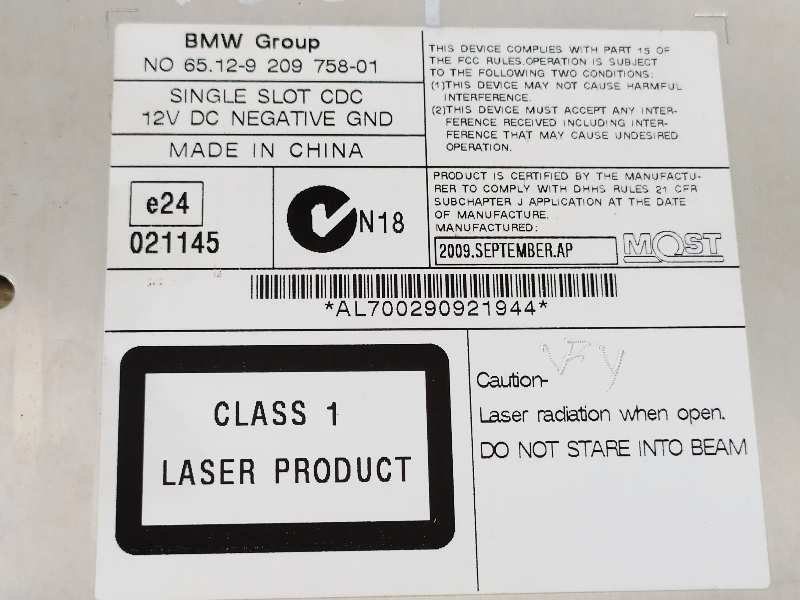 BMW Group
NO 65.12-9 209 758-01
SINGLE SLOT CDC
12V DC NEGATIVE GND
MADE IN CHINA
THIS DEVICE COMPLIES WITH PART 15 OF
THE FCC RULES.OPERATION IS SUBJECT
TO THE FOLLOWING TWO CONDITIONS:
(1)THIS DEVICE MAY NOT CAUSE HARMFUL
INTERFERENCE.
(2)THIS DEVICE MUST ACCEPT ANY INTER-
FERENCE RECEIVED INCLUDING INTER-
FERENCE THAT MAY CAUSE UNDESIRED
OPERATION.
e24
021145
N18
PRODUCT IS CERTIFIED BY THE MANUFACTU-
RER TO COMPLY WITH DHHS RULES 21 CFR
SUBCHAPTER J APPLICATION AT THE DATE
OF MANUFACTURE.
MANUFACTURED:
2009.SEPTEMBER.AP
MOST
*AL700290921944*
CLASS 1
LASER PRODUCT
Caution-
Laser radiation when open.
DO NOT STARE INTO BEAM